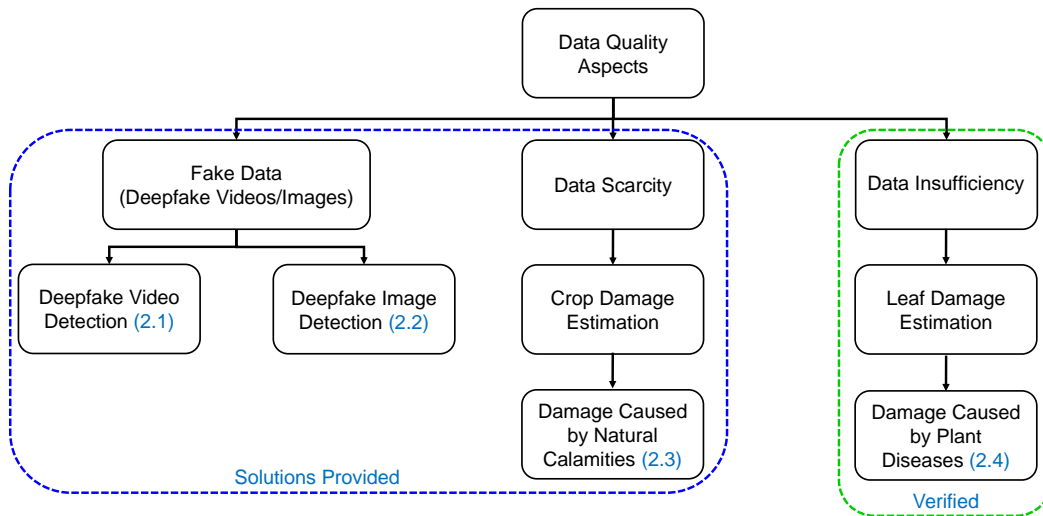 Data Quality
Aspects
Fake Data
(Deepfake Videos/Images)
Data Scarcity
Data Insufficiency
Deepfake Video
Detection (2.1)
Deepfake Image
Detection (2.2)
Crop Damage
Estimation
Leaf Damage
Estimation
Damage Caused
by Natural
Calamities (2.3)
Damage Caused
by Plant
Diseases (2.4)
Solutions Provided
Verified